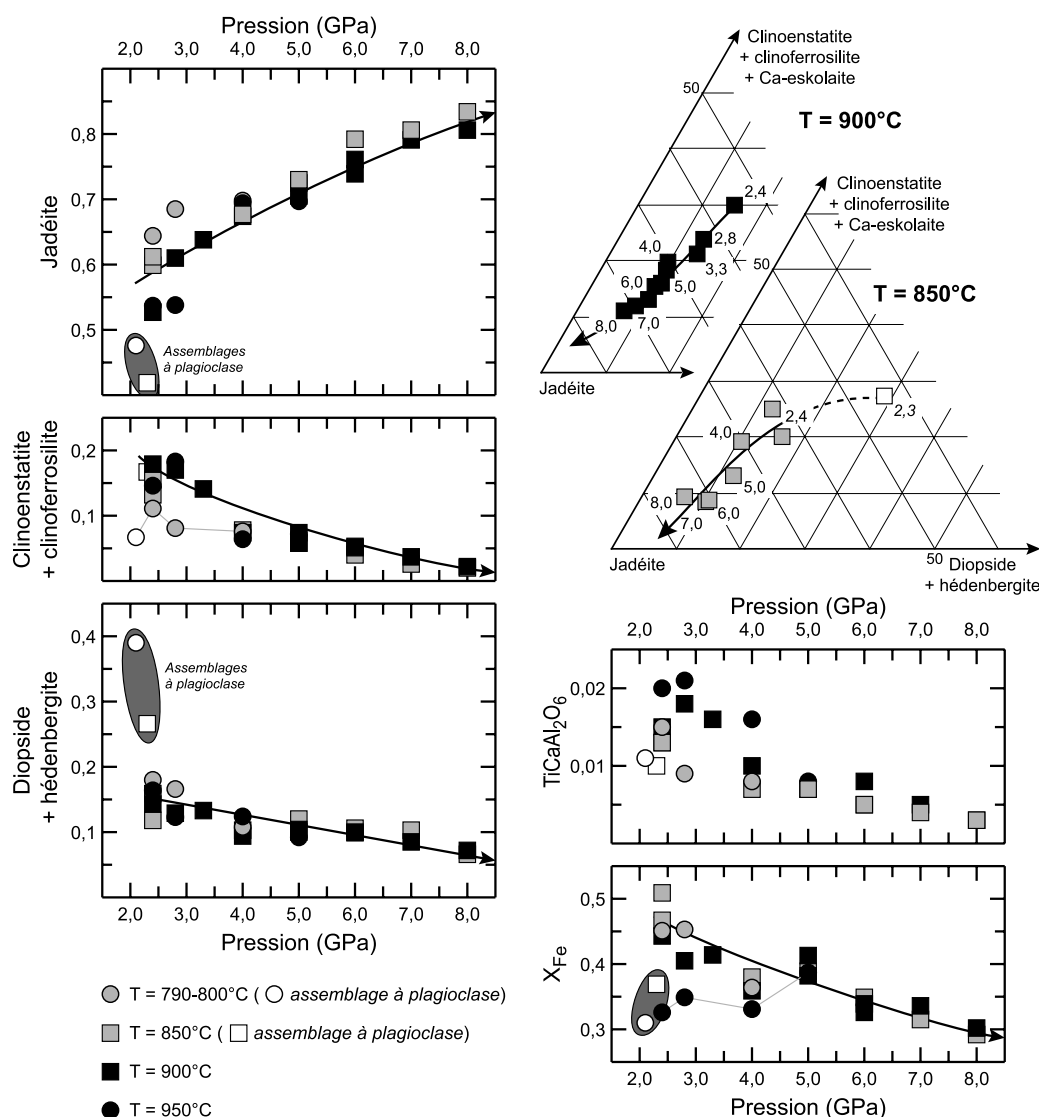 Pression (GPa)
2,0 3,0 4,0 5,0 6,0 7,0 8,0
0,8
0,7
0,6
0,5
Jadéite
Assemblages
à plagioclase
0,2
0,1
Clinoenstatite
+ clinoferrosilite
0,4
0,3
0,2
0,1
Diopside
+ hédenbergite
Assemblages
à plagioclase
2,0 3,0 4,0 5,0 6,0 7,0 8,0
Pression (GPa)
T = 790-800°C ( assemblage à plagioclase)
T = 850°C ( assemblage à plagioclase)
T = 900°C
T = 950°C
Clinoenstatite
+ clinoferrosilite
+ Ca-eskolaite
50
T = 900°C
2,4
2,8
3,3
4,0
5,0
6,0
7,0
8,0
Jadéite
Clinoenstatite
+ clinoferrosilite
+ Ca-eskolaite
50
T = 850°C
2,3
2,4
4,0
5,0
6,0
7,0
8,0
Jadéite
50
Diopside
+ hédenbergite
Pression (GPa)
2,0 3,0 4,0 5,0 6,0 7,0 8,0
0,02
0,01
TiCaAl2O6
0,5
0,4
0,3
XFe
2,0 3,0 4,0 5,0 6,0 7,0 8,0
Pression (GPa)